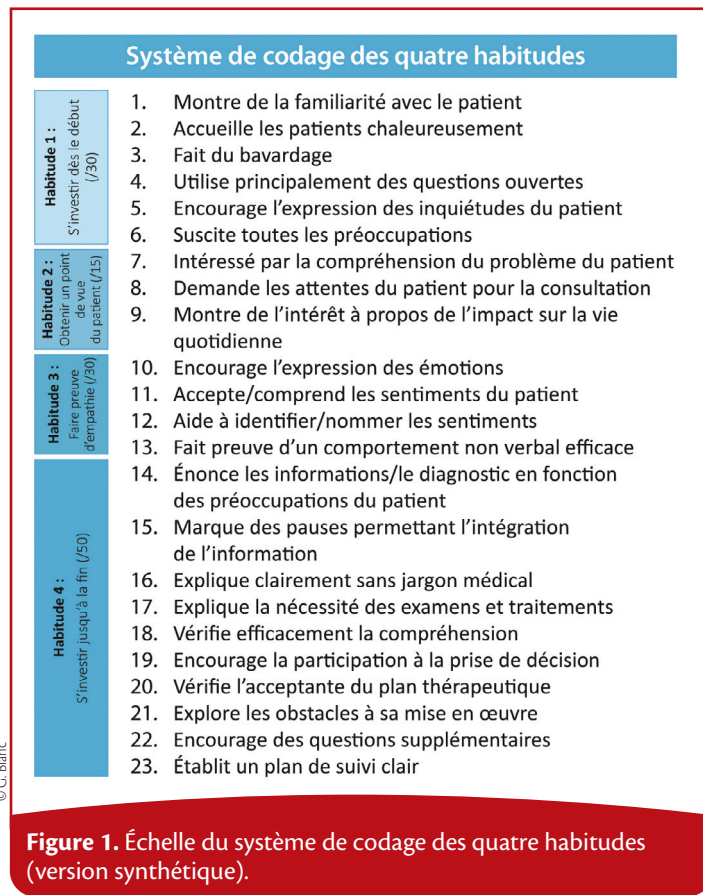 Système de codage des quatre habitudes
Habitude 1 :
S'investir dès le début
(/30)
1. Montre de la familiarité avec le patient
2. Accueille les patients chaleureusement
3. Fait du bavardage
4. Utilise principalement des questions ouvertes
5. Encourage l'expression des inquiétudes du patient
6. Suscite toutes les préoccupations
Habitude 2 :
Obtenir un point
de vue
du patient (/15)
7. Intéressé par la compréhension du problème du patient
8. Demande les attentes du patient pour la consultation
9. Montre de l'intérêt à propos de l'impact sur la vie
quotidienne
Habitude 3 :
Faire preuve
d'empathie (/30)
10. Encourage l'expression des émotions
11. Accepte/comprend les sentiments du patient
12. Aide à identifier/nommer les sentiments
13. Fait preuve d'un comportement non verbal efficace
Habitude 4 :
S'investir jusqu'à la fin (/50)
14. Énonce les informations/le diagnostic en fonction
des préoccupations du patient
15. Marque des pauses permettant l'intégration
de l'information
16. Explique clairement sans jargon médical
17. Explique la nécessité des examens et traitements
18. Vérifie efficacement la compréhension
19. Encourage la participation à la prise de décision
20. Vérifie l'acceptante du plan thérapeutique
21. Explore les obstacles à sa mise en œuvre
22. Encourage des questions supplémentaires
23. Établit un plan de suivi clair
© G. Blanc
Figure 1. Échelle du système de codage des quatre habitudes
(version synthétique).